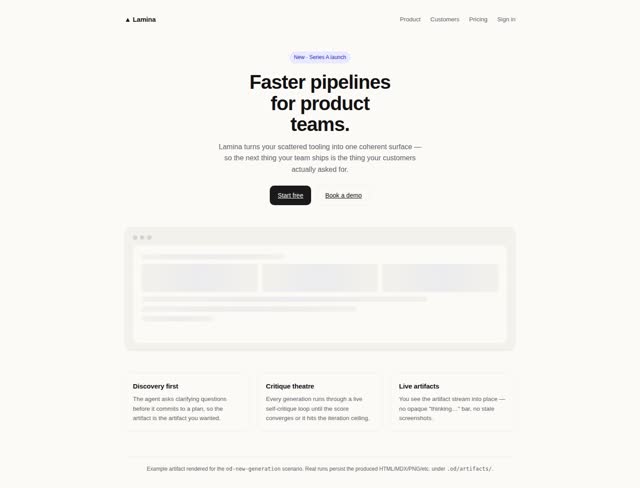 ▲ Lamina
Product Customers Pricing Sign in
New · Series A launch
Faster pipelines
for product
teams.
Lamina turns your scattered tooling into one coherent surface —
so the next thing your team ships is the thing your customers
actually asked for.
Start free Book a demo
Discovery first
The agent asks clarifying questions
before it commits to a plan, so the
artifact is the artifact you wanted.
Critique theatre
Every generation runs through a live
self-critique loop until the score
converges or it hits the iteration ceiling.
Live artifacts
You see the artifact stream into place —
no opaque "thinking…" bar, no stale
screenshots.
Example artifact rendered for the od-new-generation scenario. Real runs persist the produced HTML/MDX/PNG/etc. under .od/artifacts/.